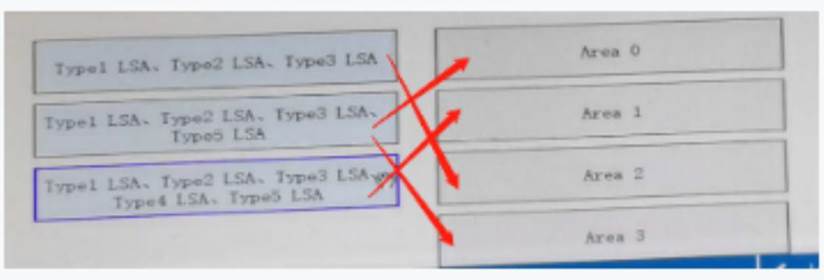 Type1 LSA、Type2 LSA、Type3 LSA
Type1 LSA、Type2 LSA、Type3 LSA、
Type5 LSA
Type1 LSA、Type2 LSA、Type3 LSA、
Type4 LSA、Type5 LSA
Area 0
Area 1
Area 2
Area 3